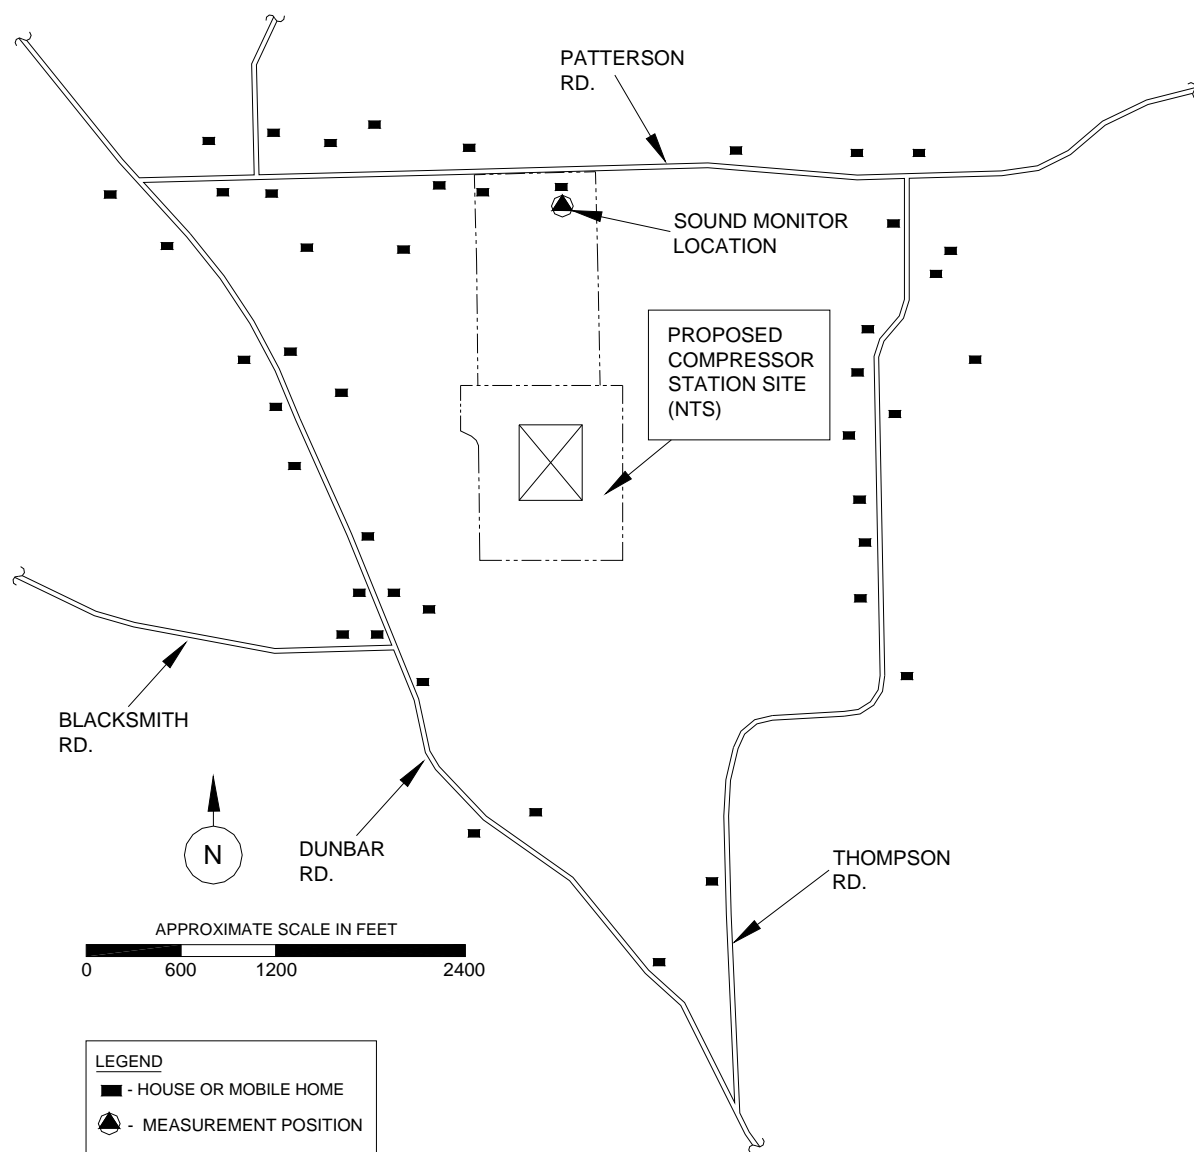 PATTERSON
RD.
SOUND MONITOR
LOCATION
PROPOSED
COMPRESSOR
STATION SITE
(NTS)
BLACKSMITH
RD.
N
DUNBAR
RD.
THOMPSON
RD.
APPROXIMATE SCALE IN FEET
0 600 1200 2400
LEGEND
- HOUSE OR MOBILE HOME
- MEASUREMENT POSITION